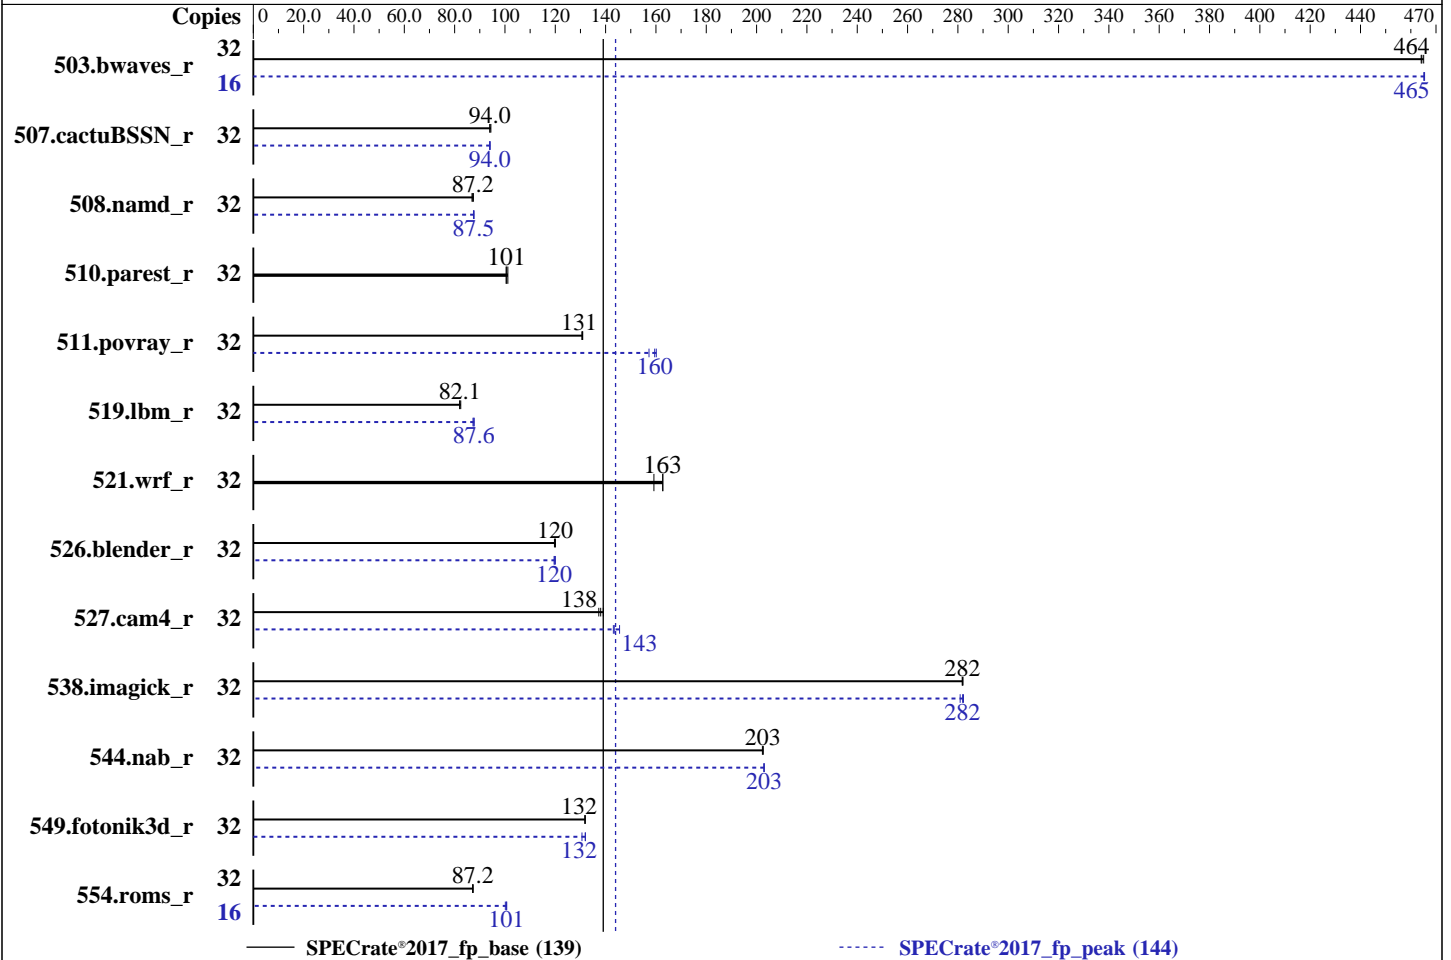 Copies 0 20.0 40.0 60.0 80.0 100 120 140 160 180 200 220 240 260 280 300 320 340 360 380 400 420 440 470
503.bwaves_r 32 464
16 465
507.cactuBSSN_r 32 94.0
94.0
508.namd_r 32 87.2
87.5
510.parest_r 32 101
511.povray_r 32 131
160
519.lbm_r 32 82.1
87.6
521.wrf_r 32 163
526.blender_r 32 120
120
527.cam4_r 32 138
143
538.imagick_r 32 282
282
544.nab_r 32 203
203
549.fotonik3d_r 32 132
132
554.roms_r 32 87.2
16 101
SPECrate®2017_fp_base (139) SPECrate®2017_fp_peak (144)